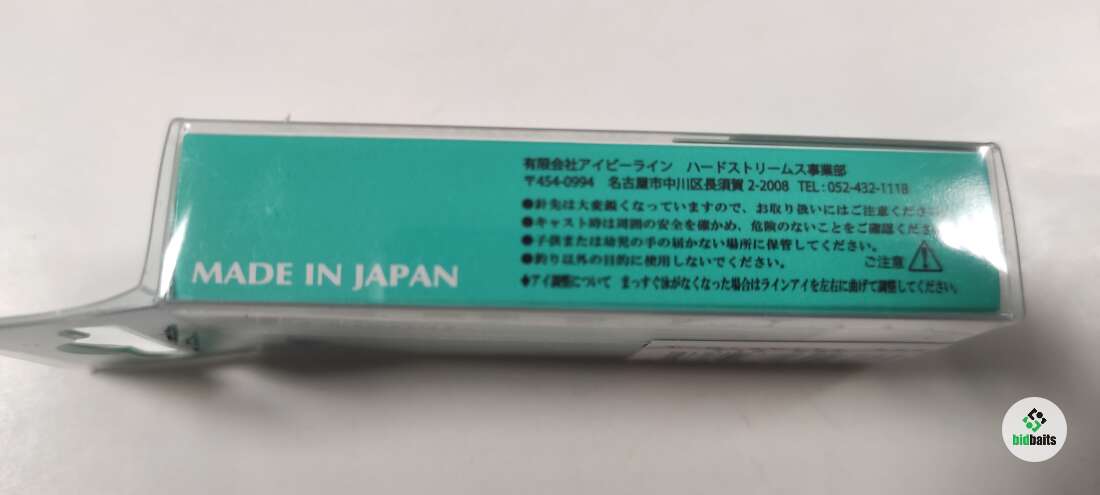 有限会社アイビーライン　ハードストリームス事業部
〒454-0994　名古屋市中川区長須賀 2-2008　TEL : 052-432-1118
●針先は大変鋭くなっていますので、お取り扱いにはご注意ください
●キャスト時は周囲の安全を確かめ、危険のないことをご確認くださ
●子供または幼児の手の届かない場所に保管してください。
●釣り以外の目的に使用しないでください。
ご注意
◆アイ調整について　まっすぐ泳がなくなった場合はラインアイを左右に曲げて調整してください。
MADE IN JAPAN
bidbaits